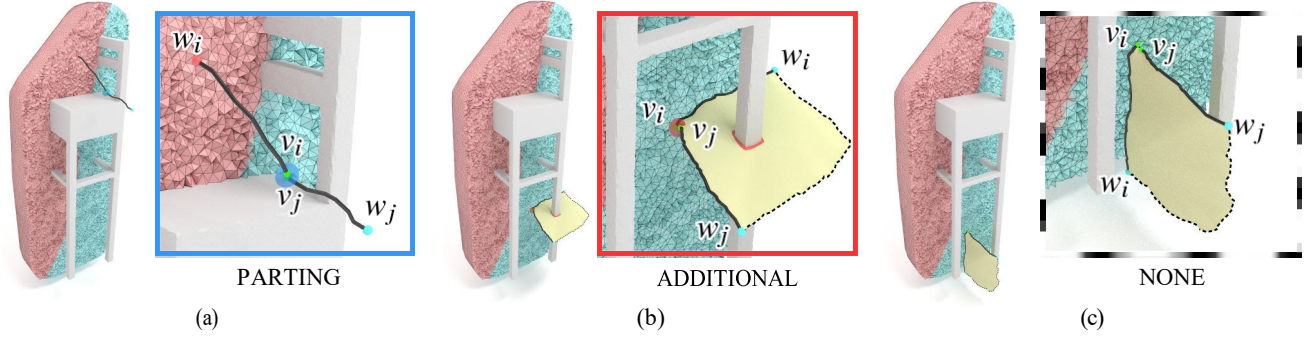 w_i
v_i
v_j
w_j
PARTING
(a)
w_i
v_i
v_j
w_j
ADDITIONAL
(b)
v_i
v_j
w_j
w_i
NONE
(c)